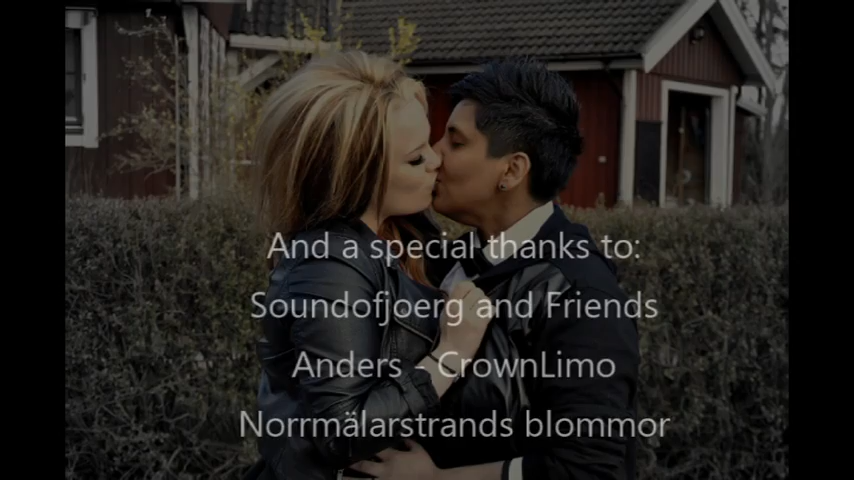 And a special thanks to:
Soundofjoerg and Friends
Anders - CrownLimo
Norrmälarstrands blommor